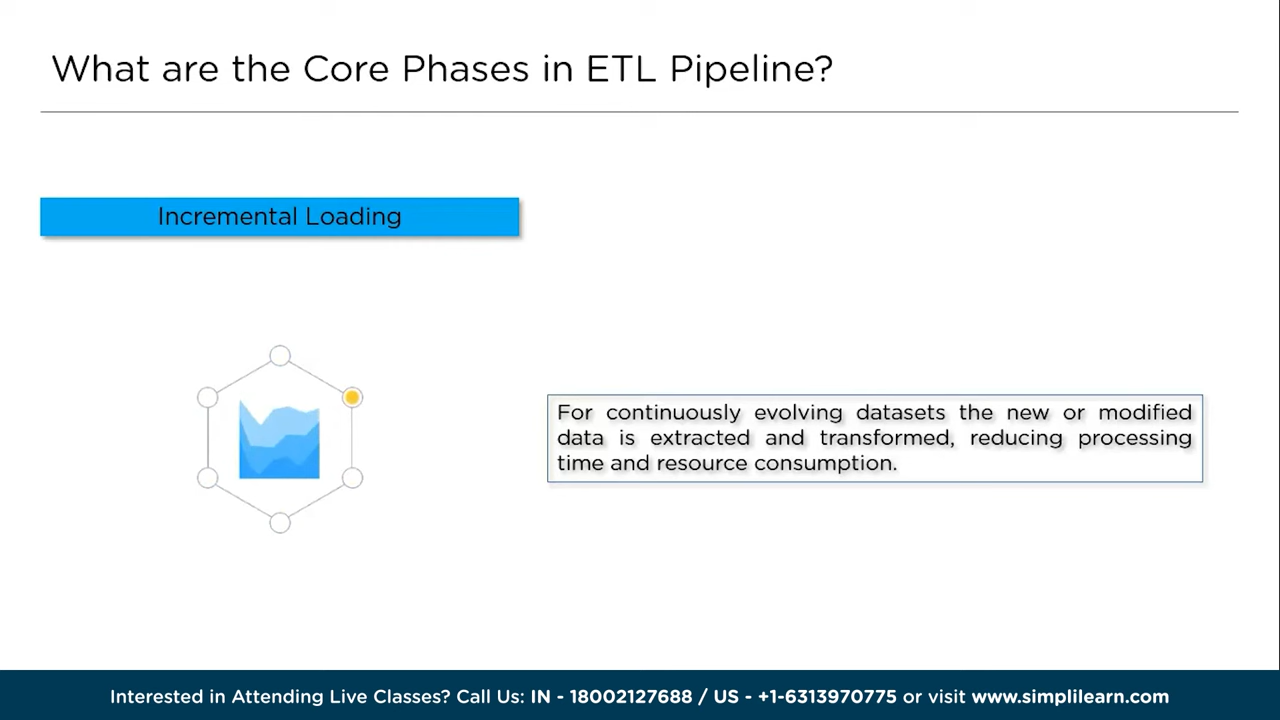 What are the Core Phases in ETL Pipeline?
Incremental Loading
For continuously evolving datasets the new or modified
data is extracted and transformed, reducing processing
time and resource consumption.
Interested in Attending Live Classes? Call Us: IN - 18002127688 / US - +1-6313970775 or visit www.simplilearn.com